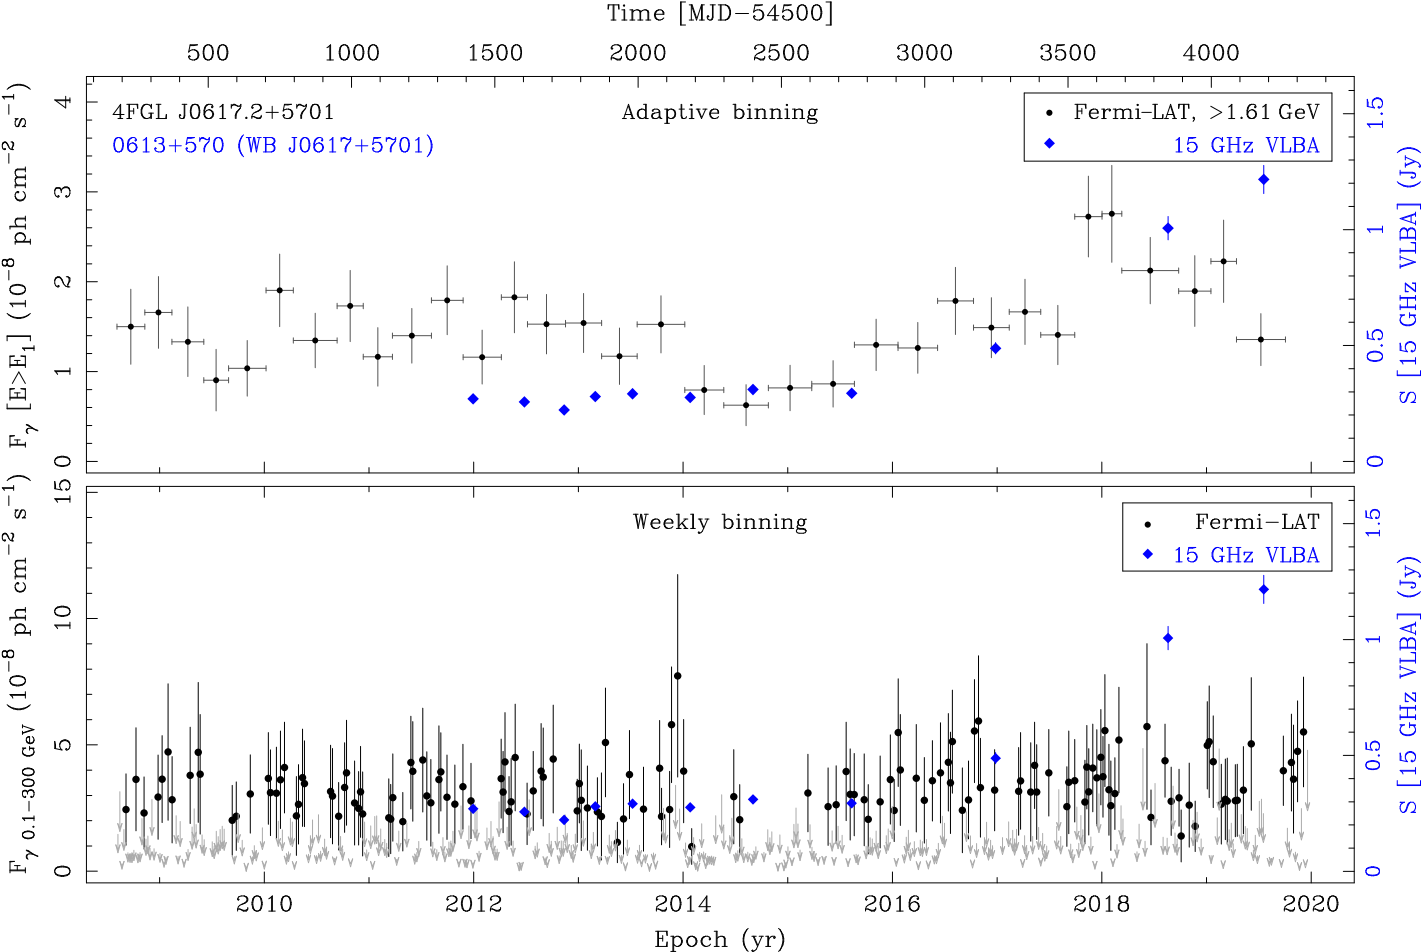 Time [MJD−54500]
500 1000 1500 2000 2500 3000 3500 4000
4FGL J0617.2+5701
0613+570 (WB J0617+5701)
Adaptive binning
Fermi−LAT, >1.61 GeV
15 GHz VLBA
F_γ [E>E_1] (10^−8 ph cm^−2 s^−1)
4
3
2
1
0
S [15 GHz VLBA] (Jy)
1.5
1
0.5
0
Weekly binning
Fermi−LAT
15 GHz VLBA
F_γ 0.1−300 GeV (10^−8 ph cm^−2 s^−1)
15
10
5
0
S [15 GHz VLBA] (Jy)
1.5
1
0.5
0
2010 2012 2014 2016 2018 2020
Epoch (yr)